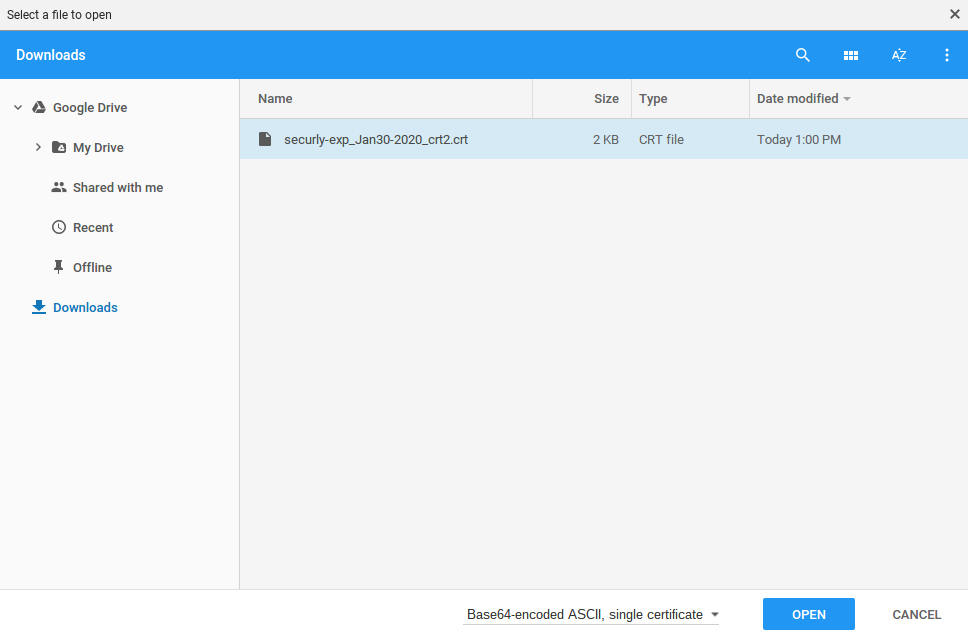 Select a file to open
Downloads
Google Drive
My Drive
Shared with me
Recent
Offline
Downloads
Name Size Type Date modified
securly-exp_Jan30-2020_crt2.crt 2 KB CRT file Today 1:00 PM
Base64-encoded ASCII, single certificate OPEN CANCEL